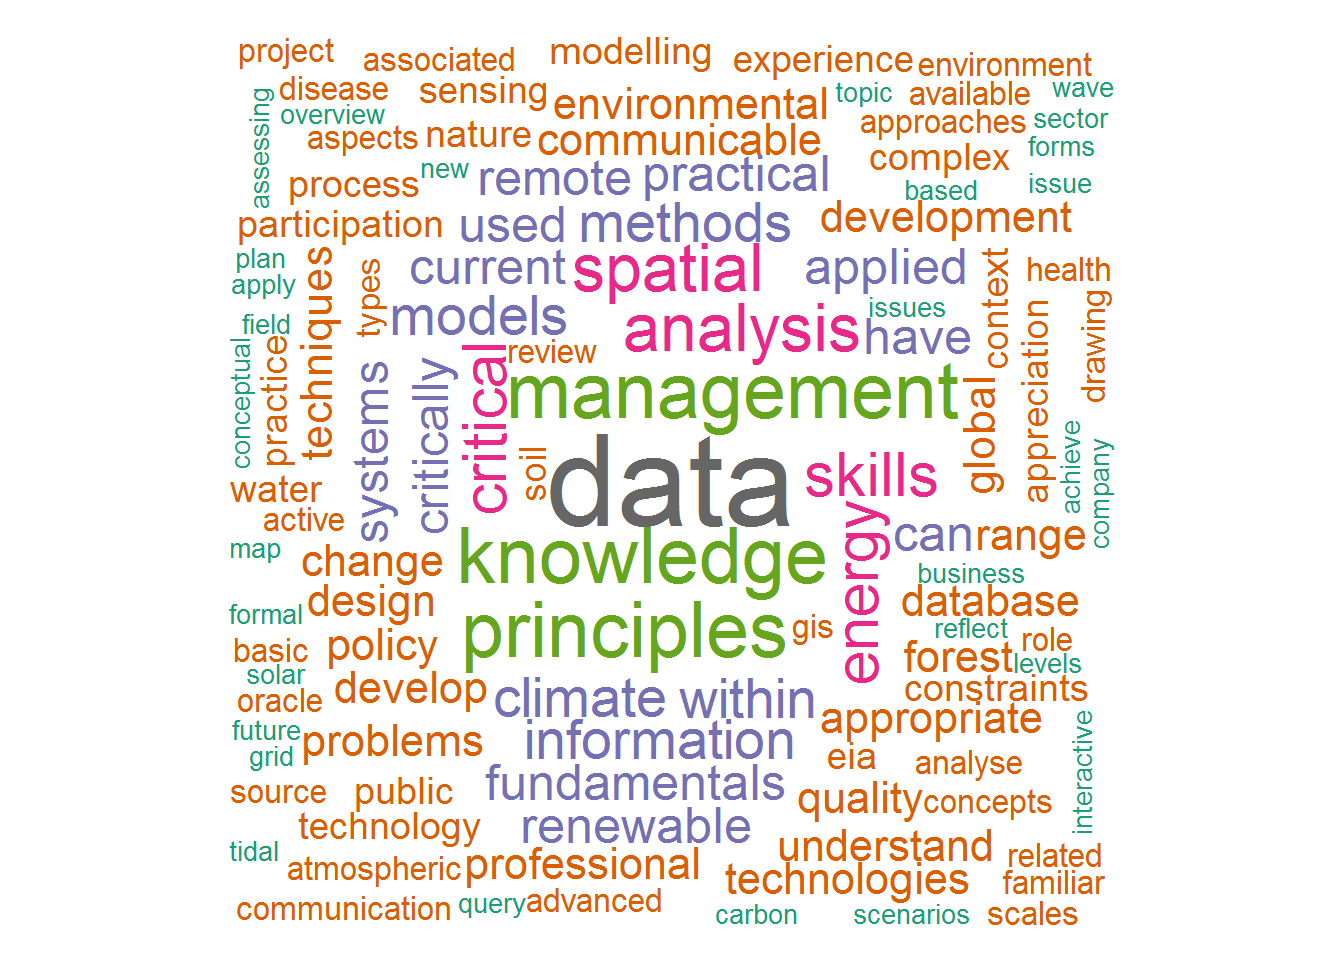 project associated modelling experience environment
disease sensing environmental topic available wave
assessing overview aspects nature communicable approaches sector
process new remote practical complex forms
based issue
participation used methods development
plan current spatial applied context health
apply techniques types models analysis issues have drawing
field review
conceptual practice systems critically critical management global appreciation
water soil data skills achieve company
active
map change knowledge energy can range
business
formal design principles gis database
basic policy reflect role
solar forest levels
oracle develop climate within constraints
future problems information appropriate
grid eia analyse interactive
source public fundamentals quality concepts
technology renewable
tidal understand related
atmospheric professional technologies familiar
communication query advanced carbon scenarios scales